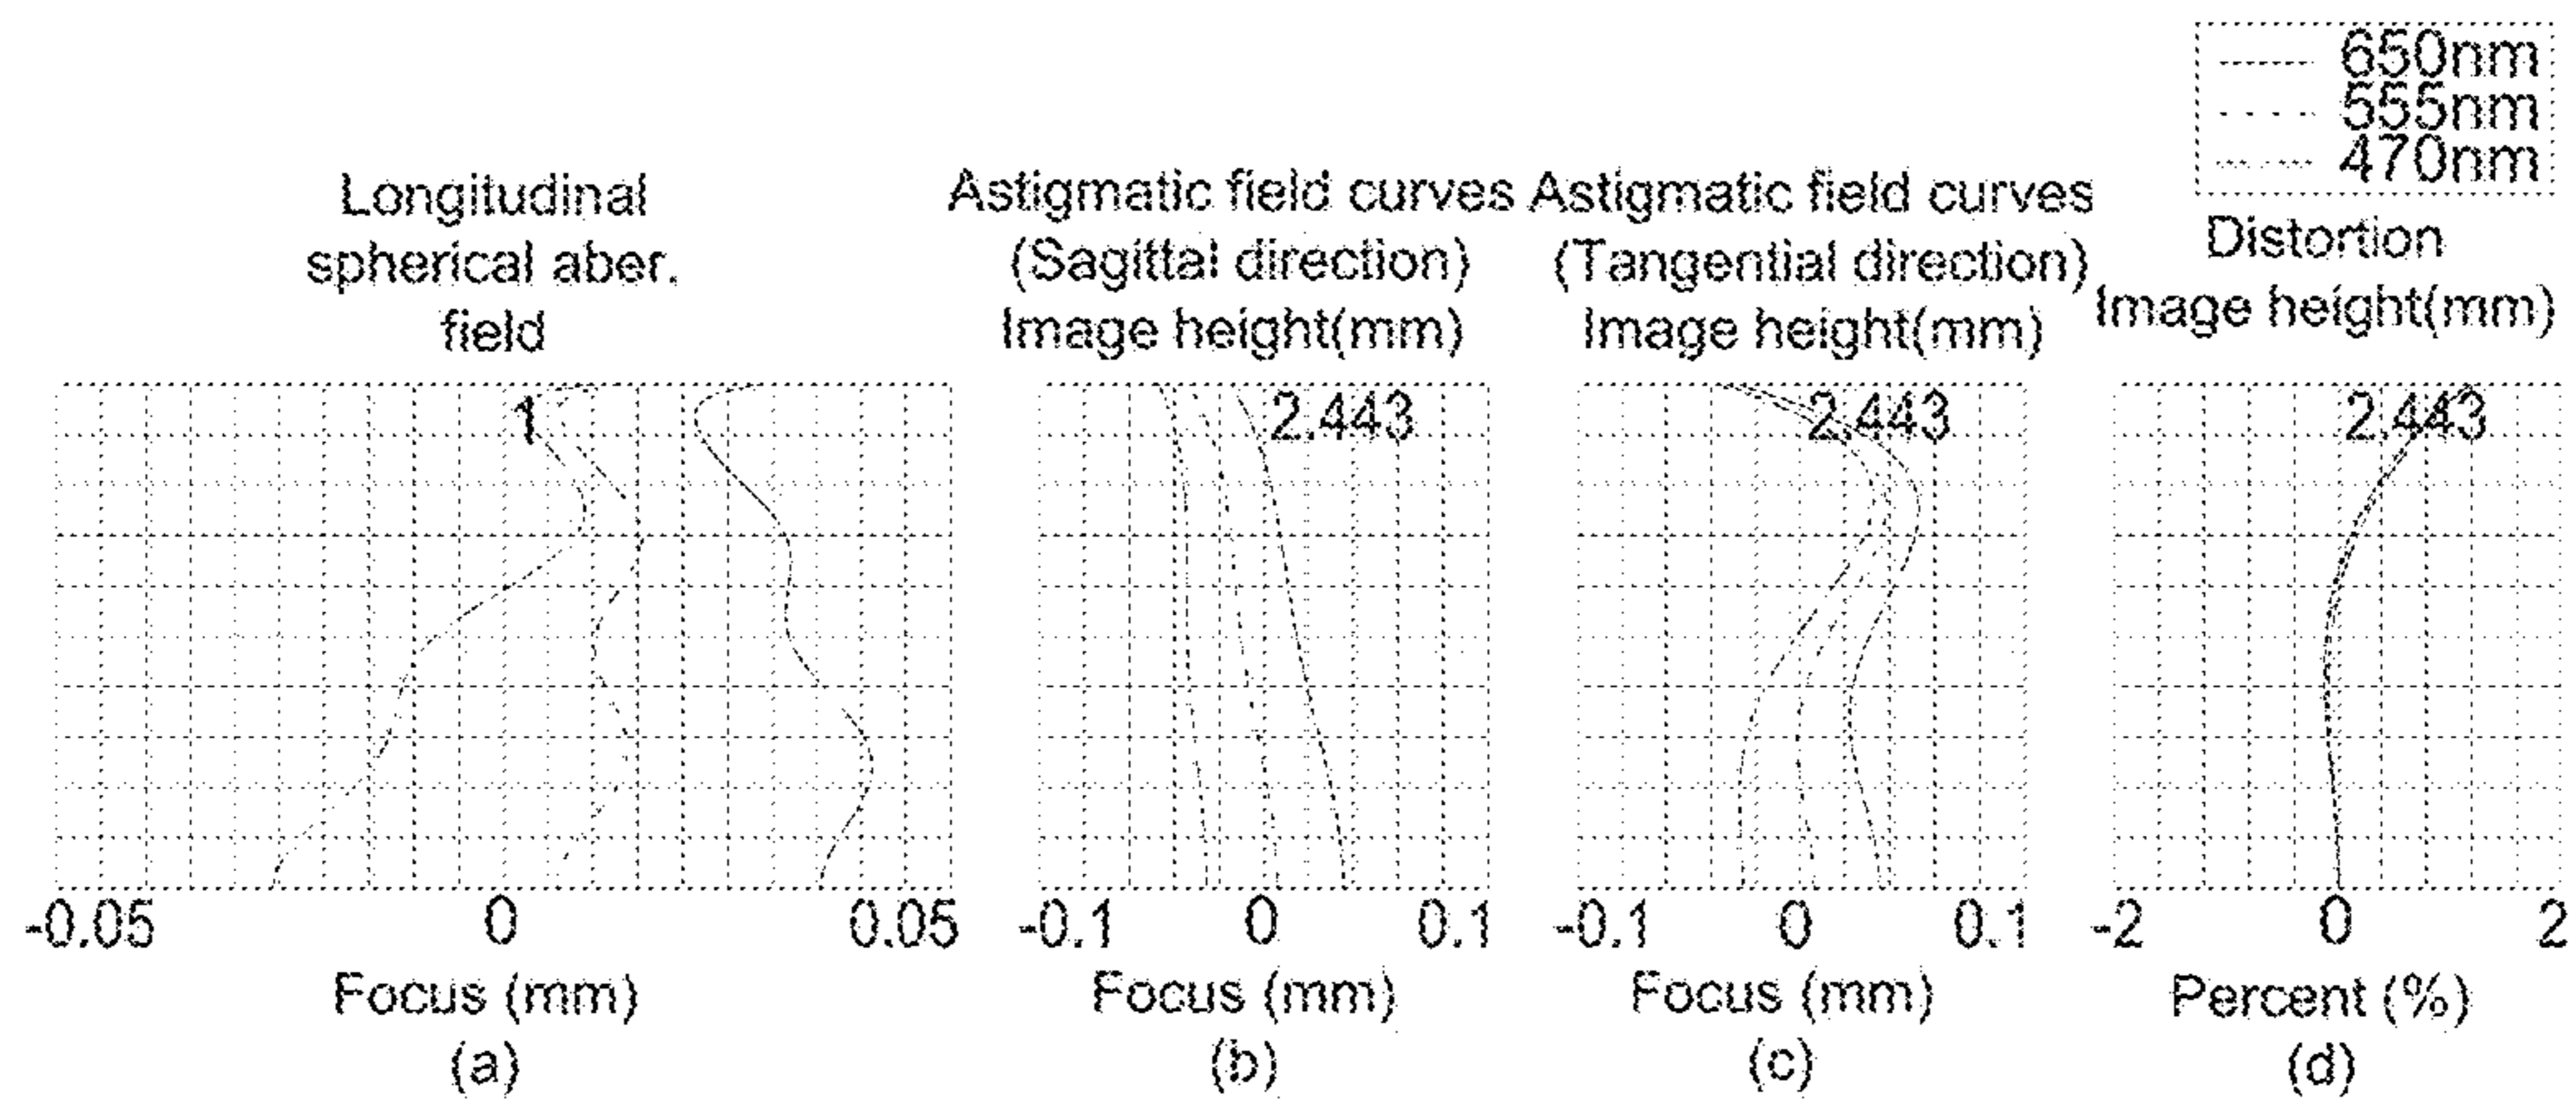 650nm
555nm
470nm
Longitudinal
spherical aber.
field
Astigmatic field curves
(Sagittal direction)
Image height(mm)
Astigmatic field curves
(Tangential direction)
Image height(mm)
Distortion
Image height(mm)
1
2.443
2.443
2.443
-0.05 0 0.05
-0.1 0 0.1
-0.1 0 0.1
-2 0 2
Focus (mm)
Focus (mm)
Focus (mm)
Percent (%)
(a)
(b)
(c)
(d)